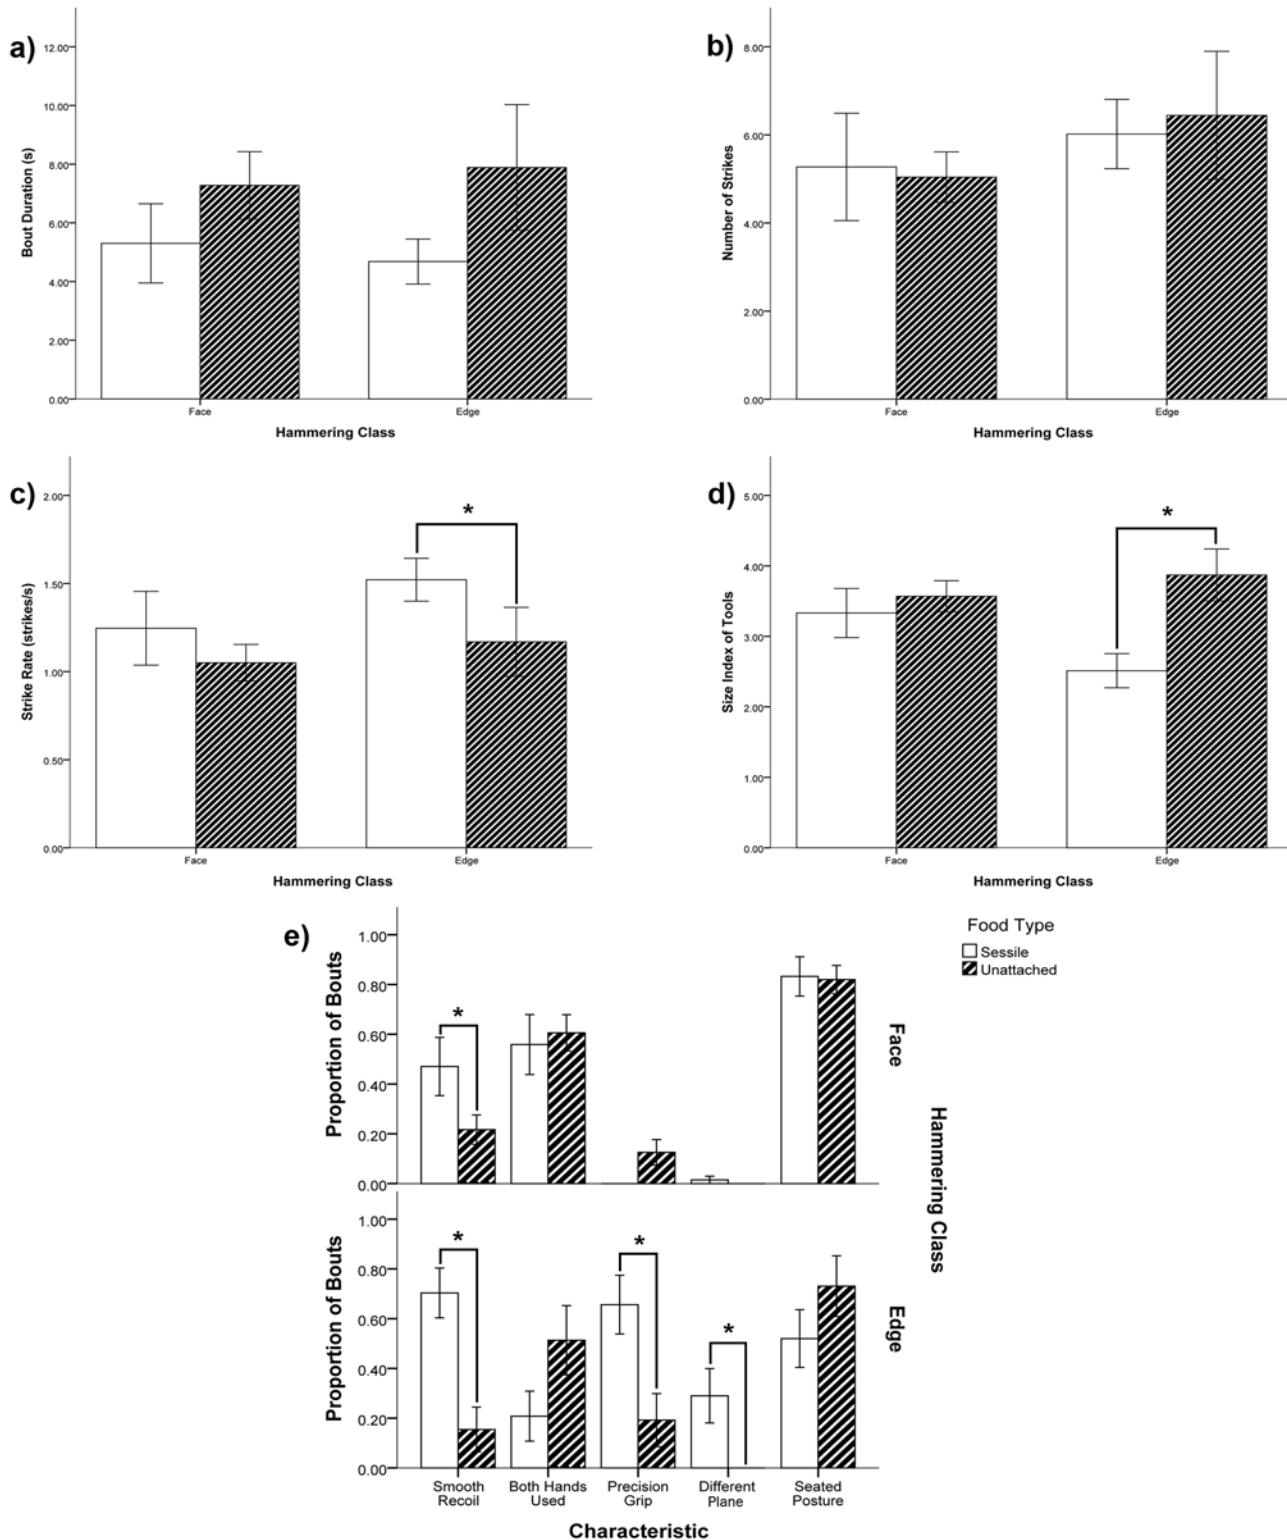 a)
12.00
10.00
8.00
6.00
4.00
2.00
0.00
Bout Duration (s)
Face
Edge
Hammering Class
b)
8.00
6.00
4.00
2.00
0.00
Number of Strikes
Face
Edge
Hammering Class
c)
2.00
1.50
1.00
0.50
0.00
Strike Rate (strikes/s)
*
Face
Edge
Hammering Class
d)
5.00
4.00
3.00
2.00
1.00
0.00
Size Index of Tools
*
Face
Edge
Hammering Class
e)
Food Type
Sessile
Unattached
1.00
0.80
0.60
0.40
0.20
0.00
Proportion of Bouts
*
Face
Hammering Class
1.00
0.80
0.60
0.40
0.20
0.00
Proportion of Bouts
*
*
*
Edge
Smooth
Recoil
Both Hands
Used
Precision
Grip
Different
Plane
Seated
Posture
Characteristic